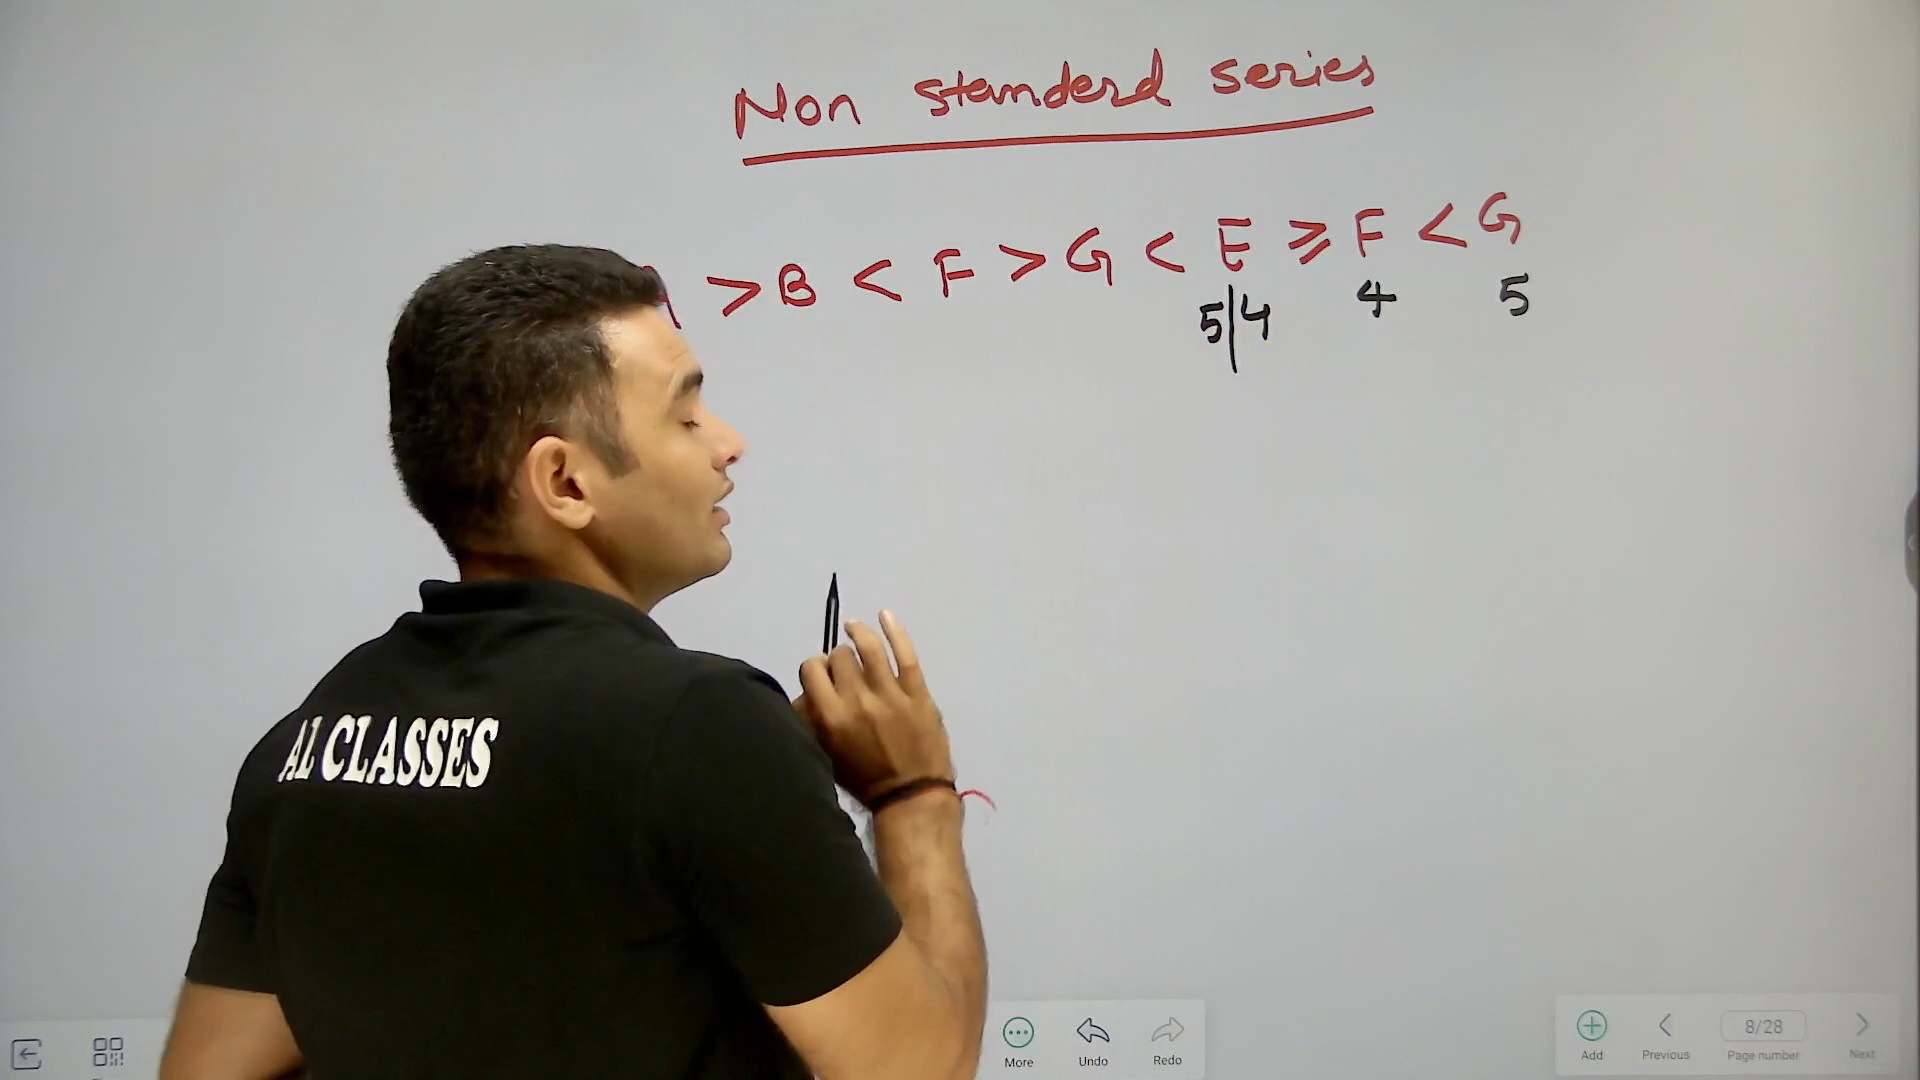 Non standerd series
> B < F > G < E ≥ F < G
5|4 4 5
AL CLASSES
More
Undo
Redo
Add
Previous
8/28
Page number
Next